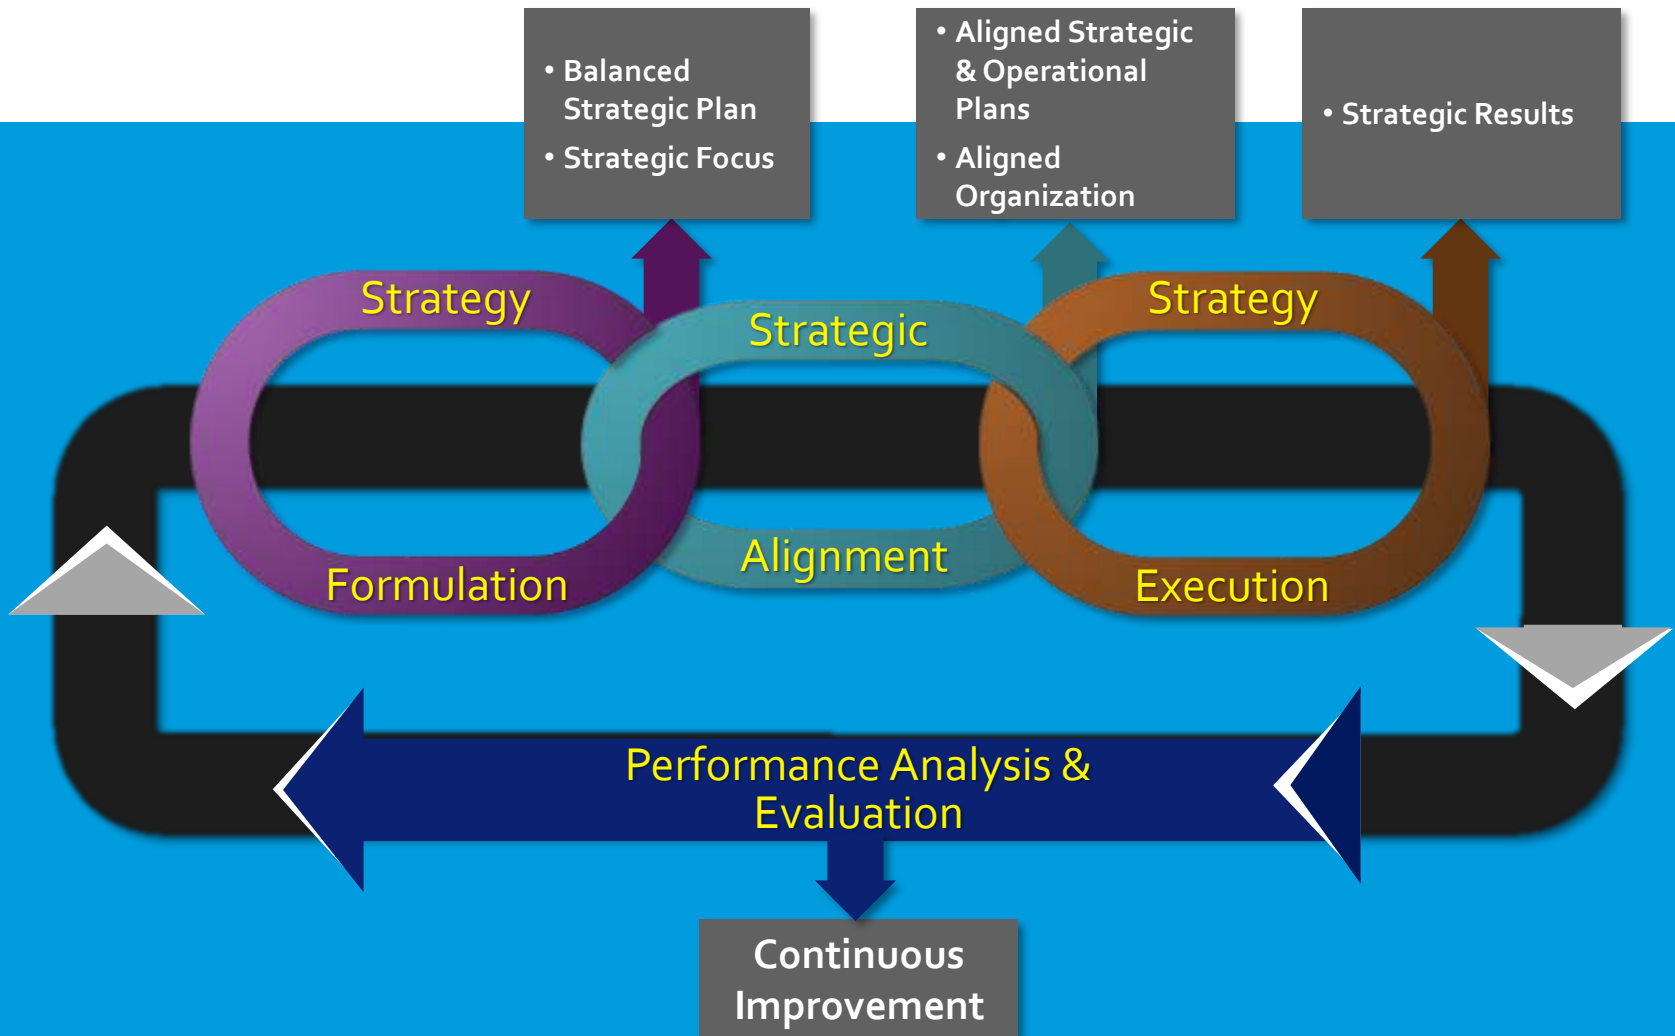 • Balanced
Strategic Plan
• Strategic Focus
• Aligned Strategic
& Operational
Plans
• Aligned
Organization
• Strategic Results
Strategy
Formulation
Strategic
Alignment
Strategy
Execution
Performance Analysis &
Evaluation
Continuous
Improvement